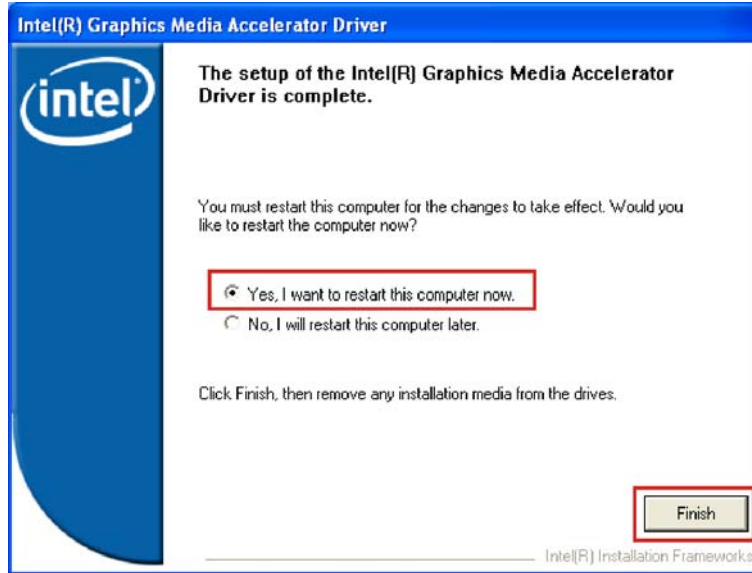 Intel(R) Graphics Media Accelerator Driver
intel
The setup of the Intel(R) Graphics Media Accelerator
Driver is complete.
You must restart this computer for the changes to take effect. Would you
like to restart the computer now?
Yes, I want to restart this computer now.
No, I will restart this computer later.
Click Finish, then remove any installation media from the drives.
Finish
Intel(R) Installation Frameworks